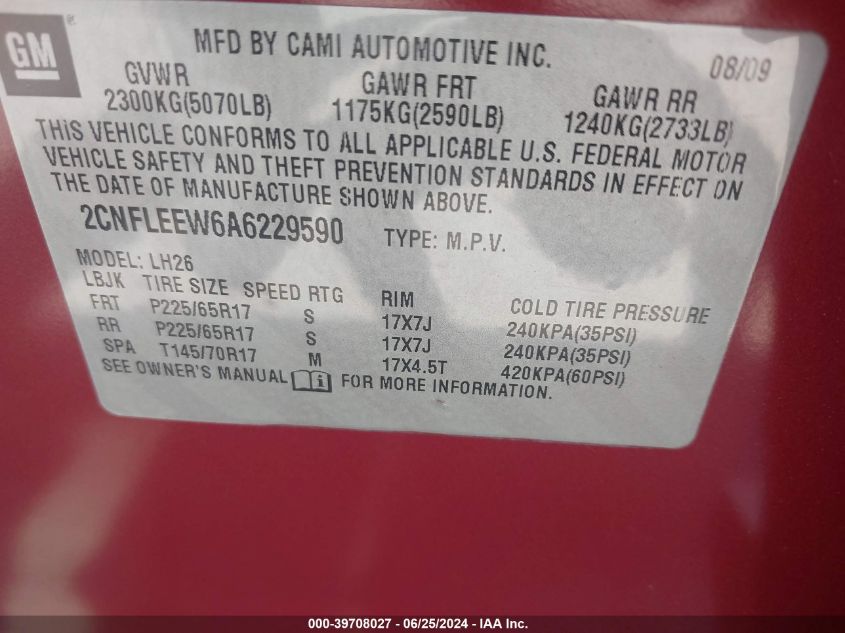 GM
MFD BY CAMI AUTOMOTIVE INC. 08/09
GVWR GAWR FRT GAWR RR
2300KG(5070LB) 1175KG(2590LB) 1240KG(2733LB)
THIS VEHICLE CONFORMS TO ALL APPLICABLE U.S. FEDERAL MOTOR
VEHICLE SAFETY AND THEFT PREVENTION STANDARDS IN EFFECT ON
THE DATE OF MANUFACTURE SHOWN ABOVE.
2CNFLEEW6A6229590 TYPE: M.P.V.
MODEL: LH26
LBJK TIRE SIZE SPEED RTG RIM COLD TIRE PRESSURE
FRT P225/65R17 S 17X7J 240KPA(35PSI)
RR P225/65R17 S 17X7J 240KPA(35PSI)
SPA T145/70R17 M 17X4.5T 420KPA(60PSI)
SEE OWNER'S MANUAL FOR MORE INFORMATION.
000-39708027 - 06/25/2024 - IAA Inc.